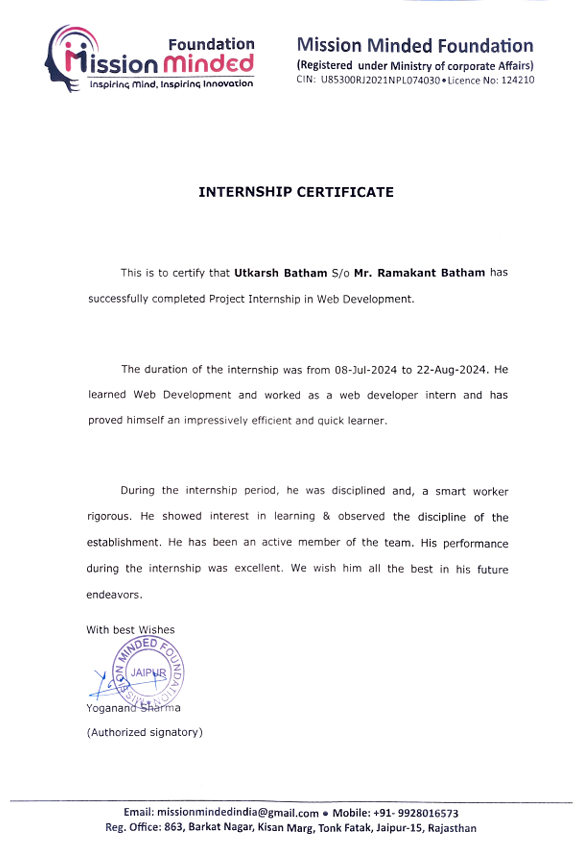 Foundation
Mission Minded
Inspiring Mind, Inspiring Innovation
Mission Minded Foundation
(Registered under Ministry of corporate Affairs)
CIN: U85300RJ2021NPL074030 • Licence No: 124210
INTERNSHIP CERTIFICATE
This is to certify that Utkarsh Batham S/o Mr. Ramakant Batham has
successfully completed Project Internship in Web Development.
The duration of the internship was from 08-Jul-2024 to 22-Aug-2024. He
learned Web Development and worked as a web developer intern and has
proved himself an impressively efficient and quick learner.
During the internship period, he was disciplined and, a smart worker
rigorous. He showed interest in learning & observed the discipline of the
establishment. He has been an active member of the team. His performance
during the internship was excellent. We wish him all the best in his future
endeavors.
With best Wishes
MISSION MINDED FOUNDATION
JAIPUR
Yoganand Sharma
(Authorized signatory)
Email: missionmindedindia@gmail.com • Mobile: +91- 9928016573
Reg. Office: 863, Barkat Nagar, Kisan Marg, Tonk Fatak, Jaipur-15, Rajasthan